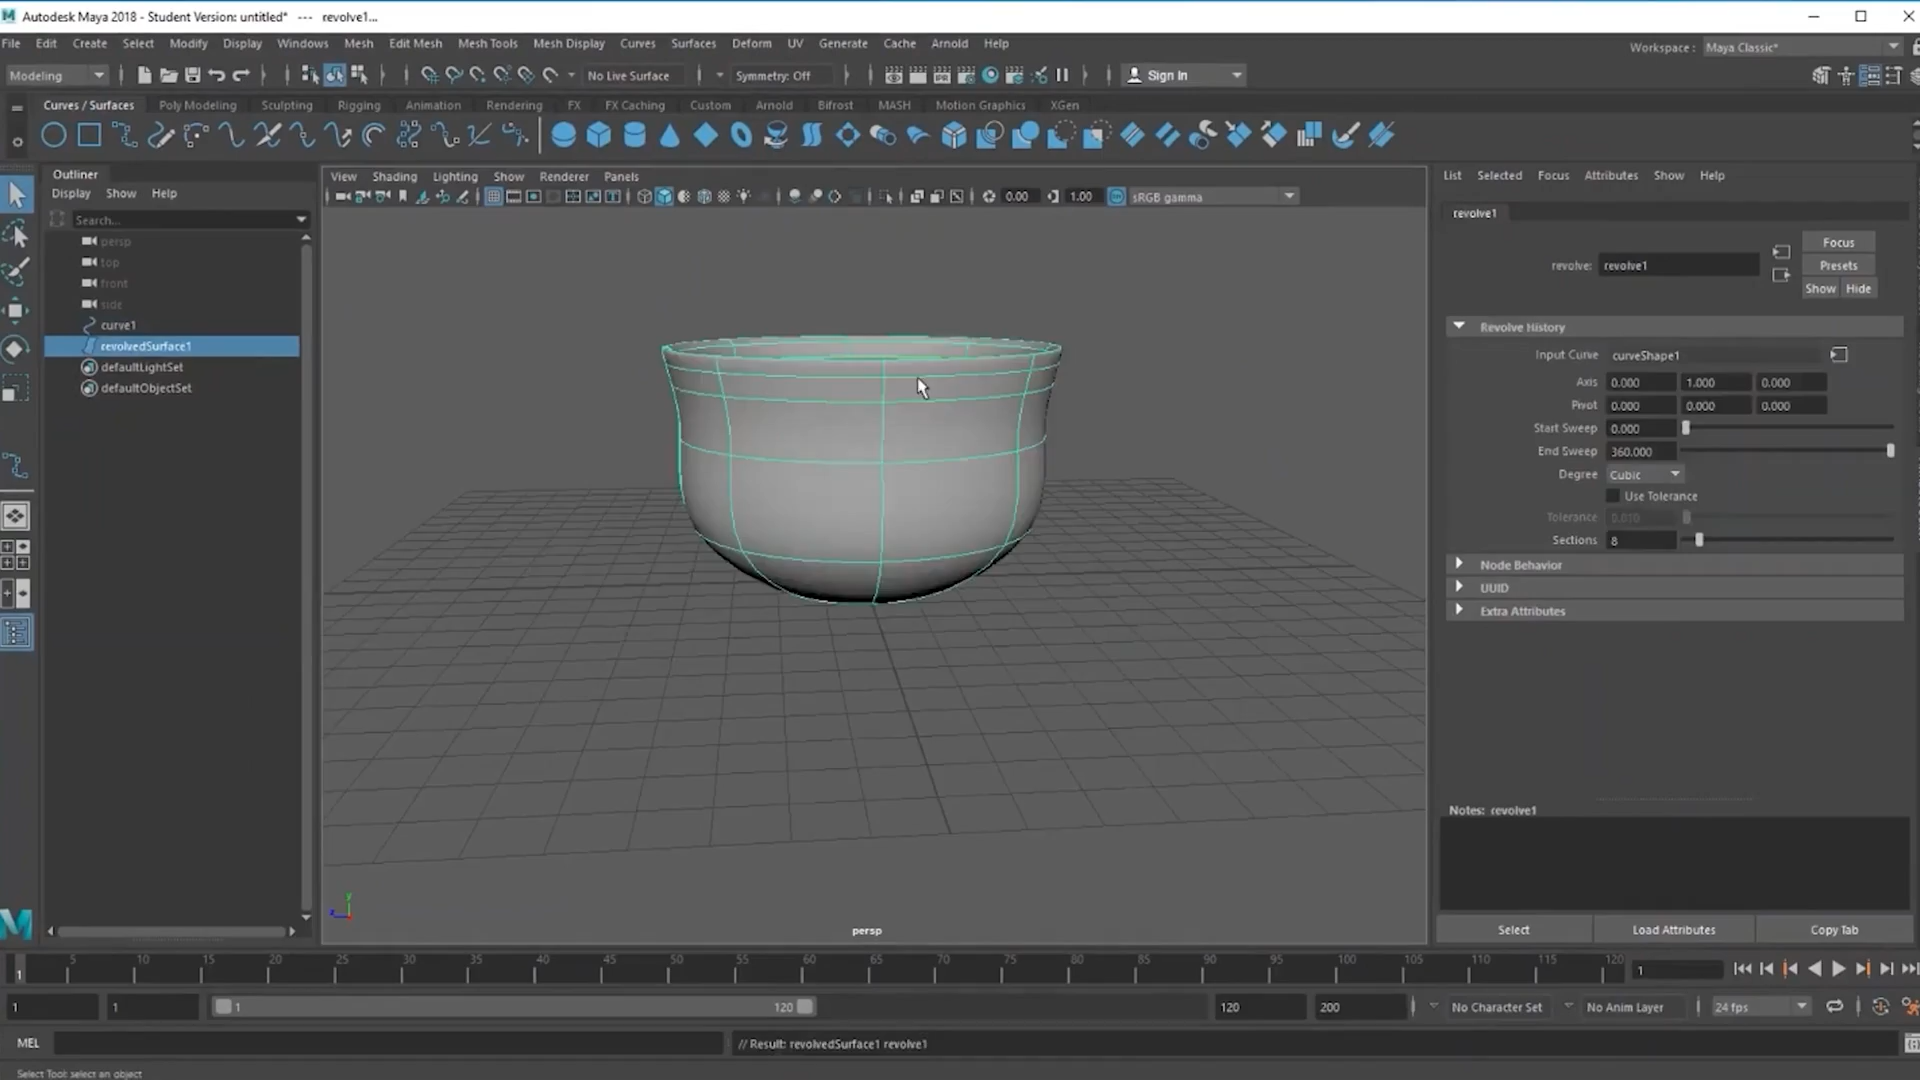 Autodesk Maya 2018 - Student Version: untitled* --- revolve1...
File Edit Create Select Modify Display Windows Mesh Edit Mesh Mesh Tools Mesh Display Curves Surfaces Deform UV Generate Cache Arnold Help
Workspace : Maya Classic*
Modeling No Live Surface Symmetry: Off Sign In
Curves / Surfaces Poly Modeling Sculpting Rigging Animation Rendering FX FX Caching Custom Arnold Bifrost MASH Motion Graphics XGen
Outliner
Display Show Help
Search...
persp
top
front
side
curve1
revolvedSurface1
defaultLightSet
defaultObjectSet
View Shading Lighting Show Renderer Panels
0.00 1.00 sRGB gamma
persp
y
z
List Selected Focus Attributes Show Help
revolve1
revolve: revolve1
Focus
Presets
Show Hide
Revolve History
Input Curve curveShape1
Axis 0.000 1.000 0.000
Pivot 0.000 0.000 0.000
Start Sweep 0.000
End Sweep 360.000
Degree Cubic
Use Tolerance
Tolerance 0.010
Sections 8
Node Behavior
UUID
Extra Attributes
Notes: revolve1
Select Load Attributes Copy Tab
1 5 10 15 20 25 30 35 40 45 50 55 60 65 70 75 80 85 90 95 100 105 110 115 120 1
1 1 1 120 120 200 No Character Set No Anim Layer 24 fps
MEL // Result: revolvedSurface1 revolve1
Select Tool: select an object